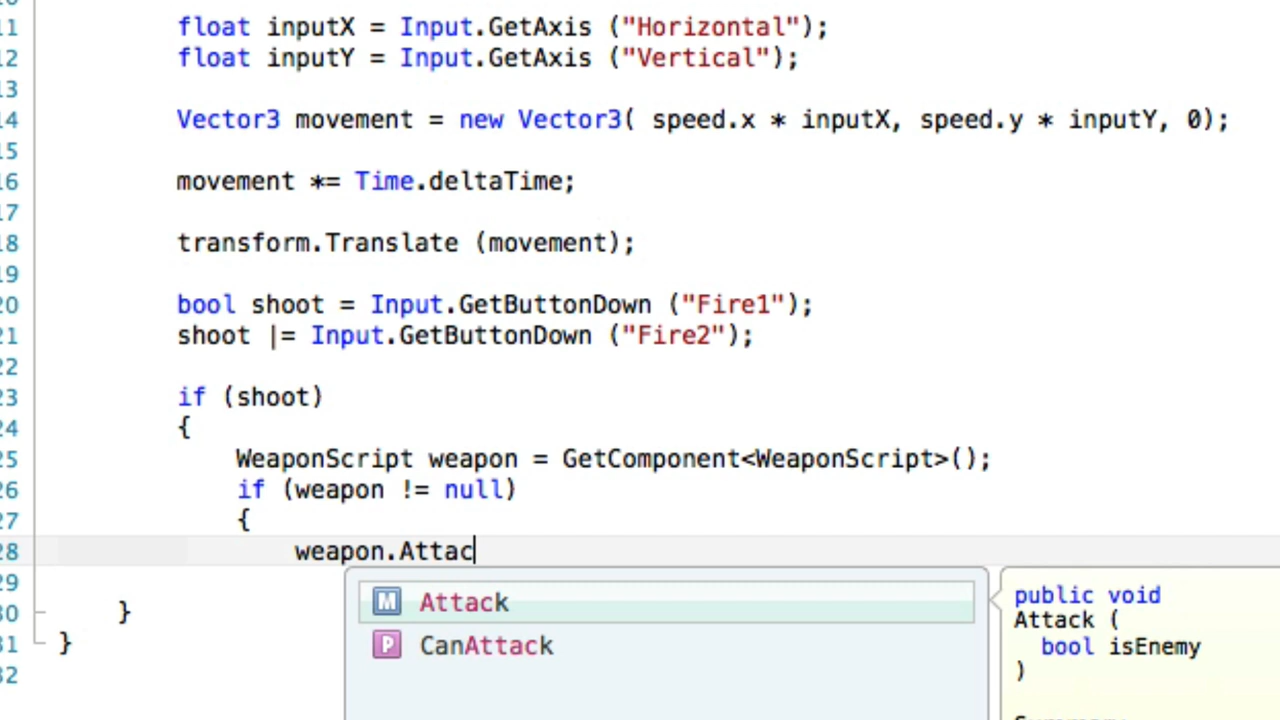 11 float inputX = Input.GetAxis ("Horizontal");
12 float inputY = Input.GetAxis ("Vertical");
13
14 Vector3 movement = new Vector3( speed.x * inputX, speed.y * inputY, 0);
15
16 movement *= Time.deltaTime;
17
18 transform.Translate (movement);
19
20 bool shoot = Input.GetButtonDown ("Fire1");
21 shoot |= Input.GetButtonDown ("Fire2");
22
23 if (shoot)
24 {
25 WeaponScript weapon = GetComponent<WeaponScript>();
26 if (weapon != null)
27 {
28 weapon.Attac
29
30 }
31 }
32
M Attack
P CanAttack
public void
Attack (
bool isEnemy
)